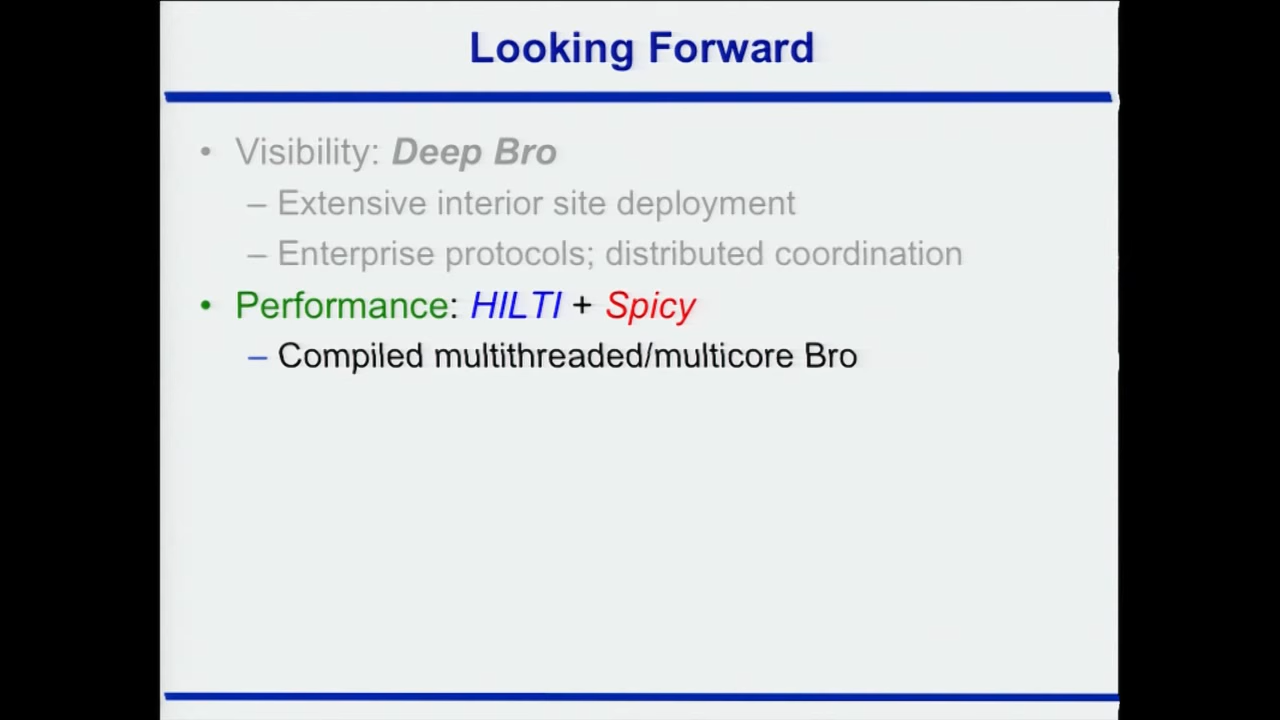 Looking Forward
• Visibility: Deep Bro
– Extensive interior site deployment
– Enterprise protocols; distributed coordination
• Performance: HILTI + Spicy
– Compiled multithreaded/multicore Bro